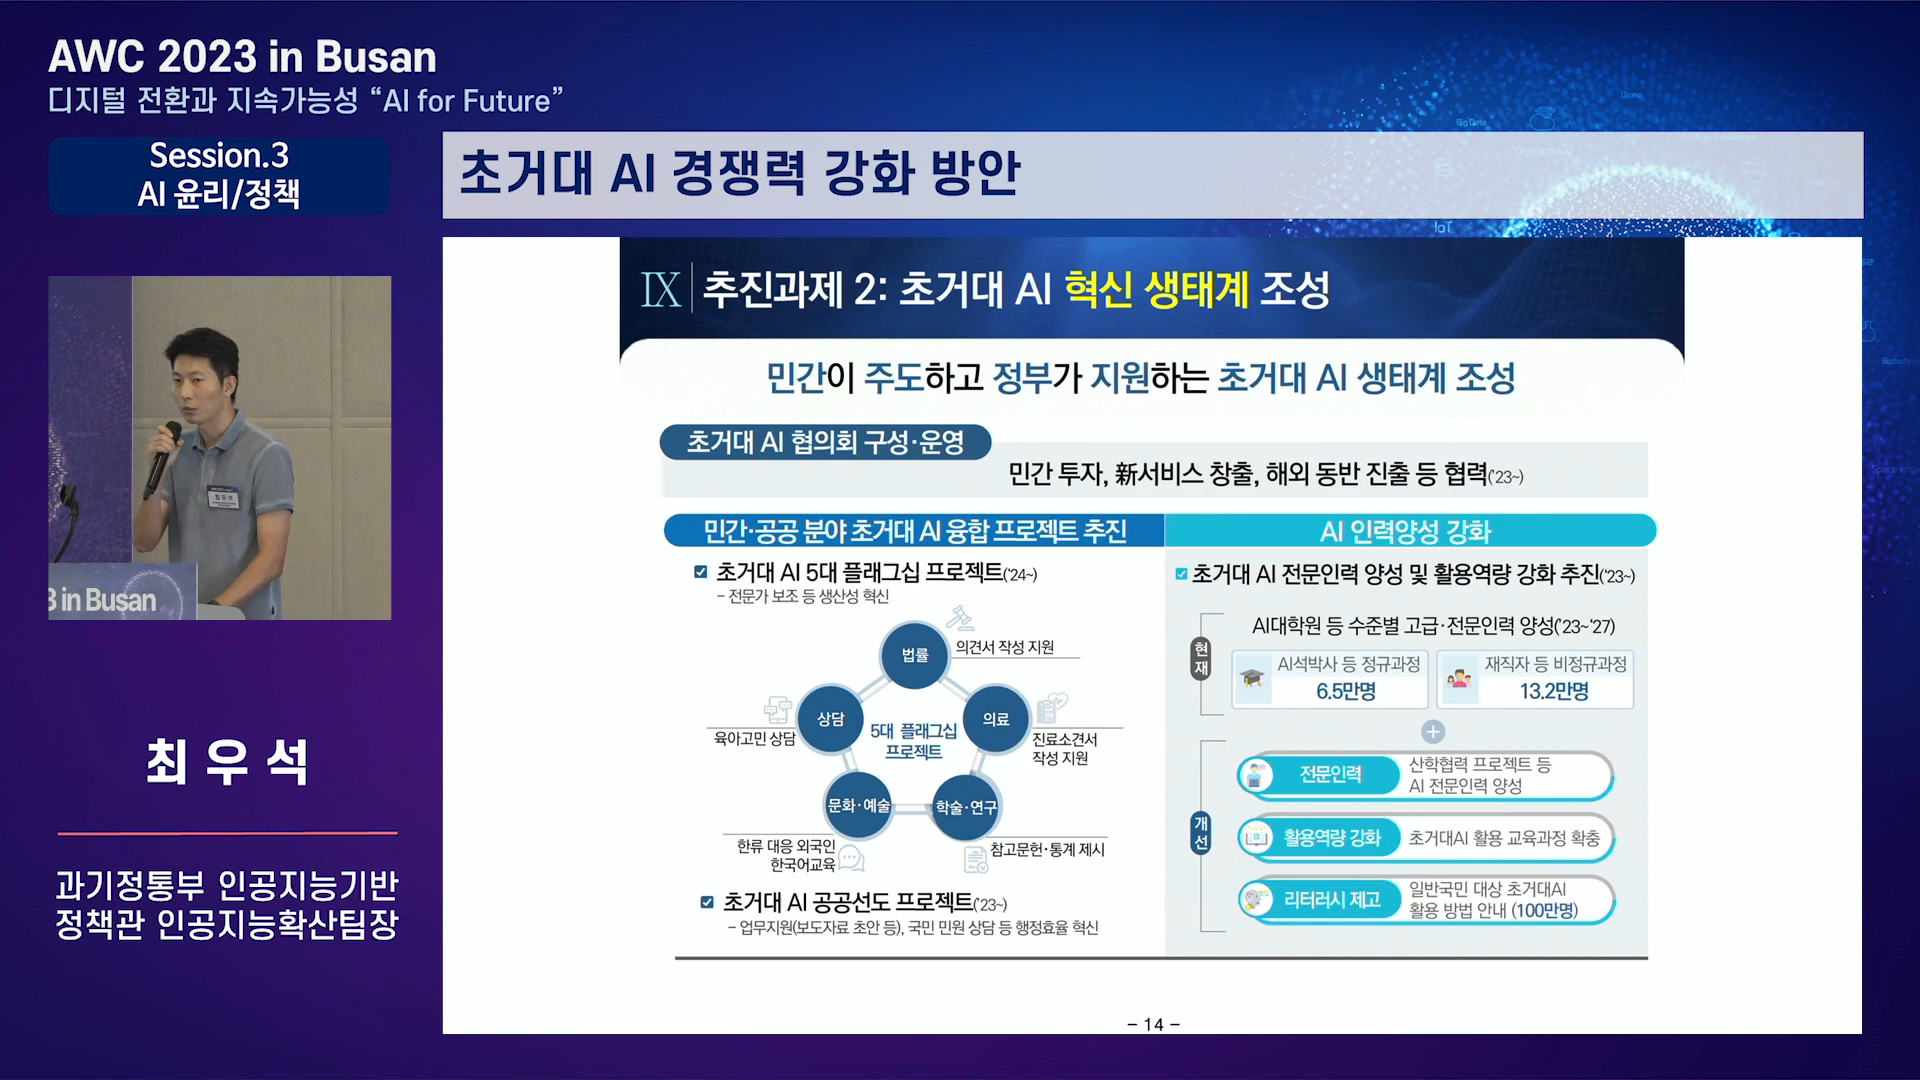 AWC 2023 in Busan
디지털 전환과 지속가능성 “AI for Future”
Session.3
AI 윤리/정책
초거대 AI 경쟁력 강화 방안
Big Data
IoT
최우석
3 in Busan
최 우 석
과기정통부 인공지능기반
정책관 인공지능확산팀장
Ⅸ 추진과제 2: 초거대 AI 혁신 생태계 조성
민간이 주도하고 정부가 지원하는 초거대 AI 생태계 조성
초거대 AI 협의회 구성·운영
민간 투자, 新서비스 창출, 해외 동반 진출 등 협력(‘23~)
민간·공공 분야 초거대 AI 융합 프로젝트 추진
초거대 AI 5대 플래그십 프로젝트(‘24~)
– 전문가 보조 등 생산성 혁신
법률
의견서 작성 지원
상담
육아고민 상담
5대 플래그십
프로젝트
의료
진료소견서
작성 지원
문화·예술
한류 대응 외국인
한국어교육
학술·연구
참고문헌·통계 제시
초거대 AI 공공선도 프로젝트(‘23~)
– 업무지원(보도자료 초안 등), 국민 민원 상담 등 행정효율 혁신
AI 인력양성 강화
초거대 AI 전문인력 양성 및 활용역량 강화 추진(‘23~)
현재
AI대학원 등 수준별 고급·전문인력 양성(’23~‘27)
AI석박사 등 정규과정
6.5만명
재직자 등 비정규과정
13.2만명
+
개선
전문인력
산학협력 프로젝트 등
AI 전문인력 양성
활용역량 강화
초거대AI 활용 교육과정 확충
리터러시 제고
일반국민 대상 초거대AI
활용 방법 안내 (100만명)
– 14 –